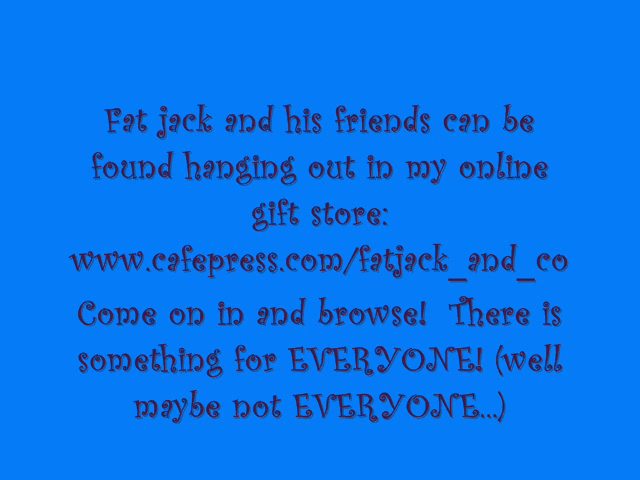 Fat jack and his friends can be
found hanging out in my online
gift store:
www.cafepress.com/fatjack_and_co
Come on in and browse!  There is
something for EVERYONE! (well
maybe not EVERYONE...)